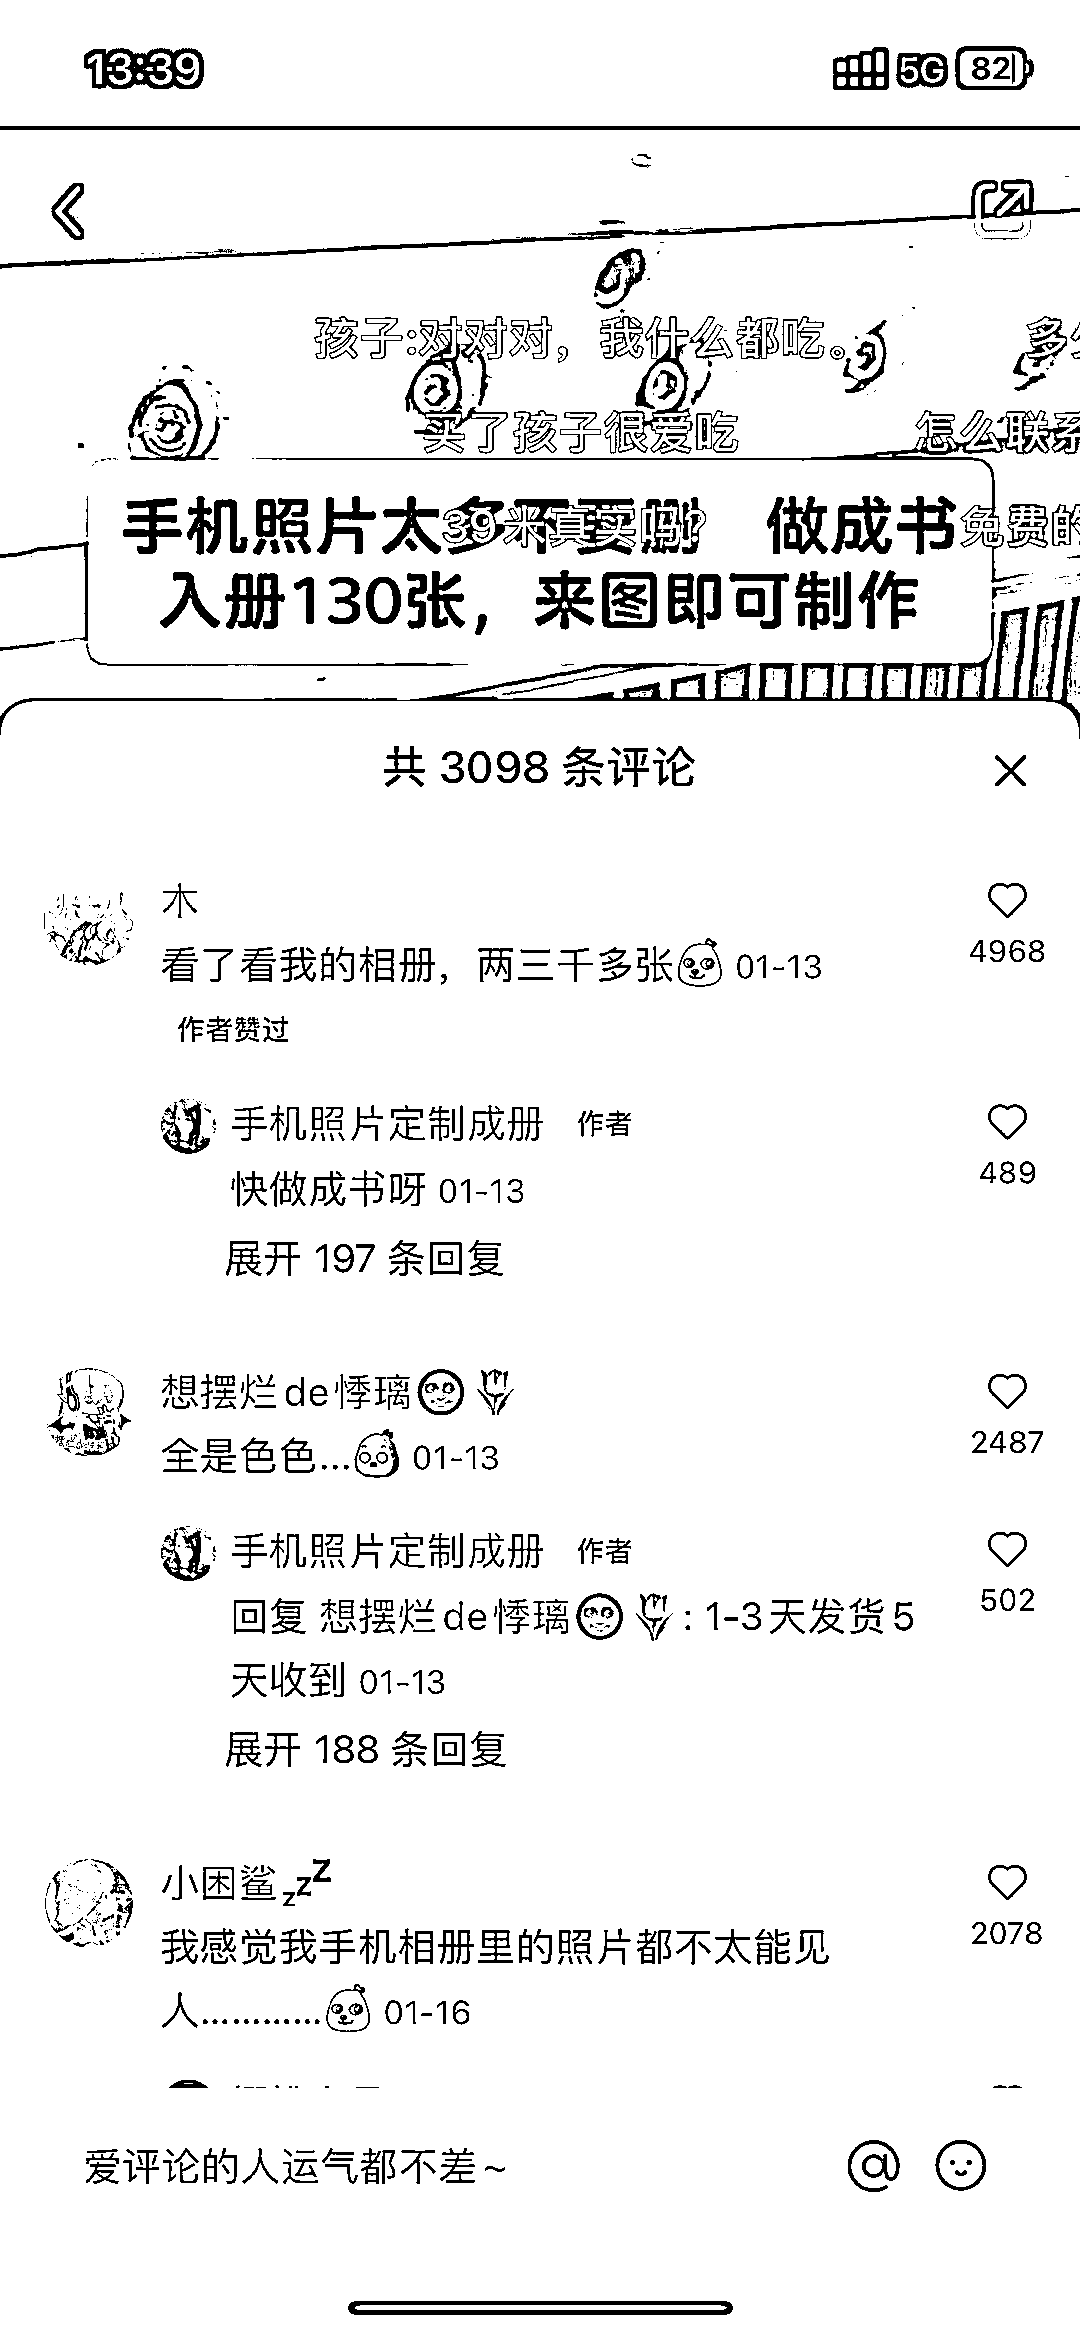 13:39
5G 82
孩子:对对对，我什么都吃。
买了孩子很爱吃
怎么联系
手机照片太多不要删 做成书
39米真实吗?
免费的
入册130张，来图即可制作
共 3098 条评论
木
4968
看了看我的相册，两三千多张 01-13
作者赞过
手机照片定制成册 作者
489
快做成书呀 01-13
展开 197 条回复
想摆烂de悸璃
2487
全是色色... 01-13
手机照片定制成册 作者
502
回复 想摆烂de悸璃 : 1-3天发货5
天收到 01-13
展开 188 条回复
小困鲨zzZ
2078
我感觉我手机相册里的照片都不太能见
人............ 01-16
爱评论的人运气都不差~
@